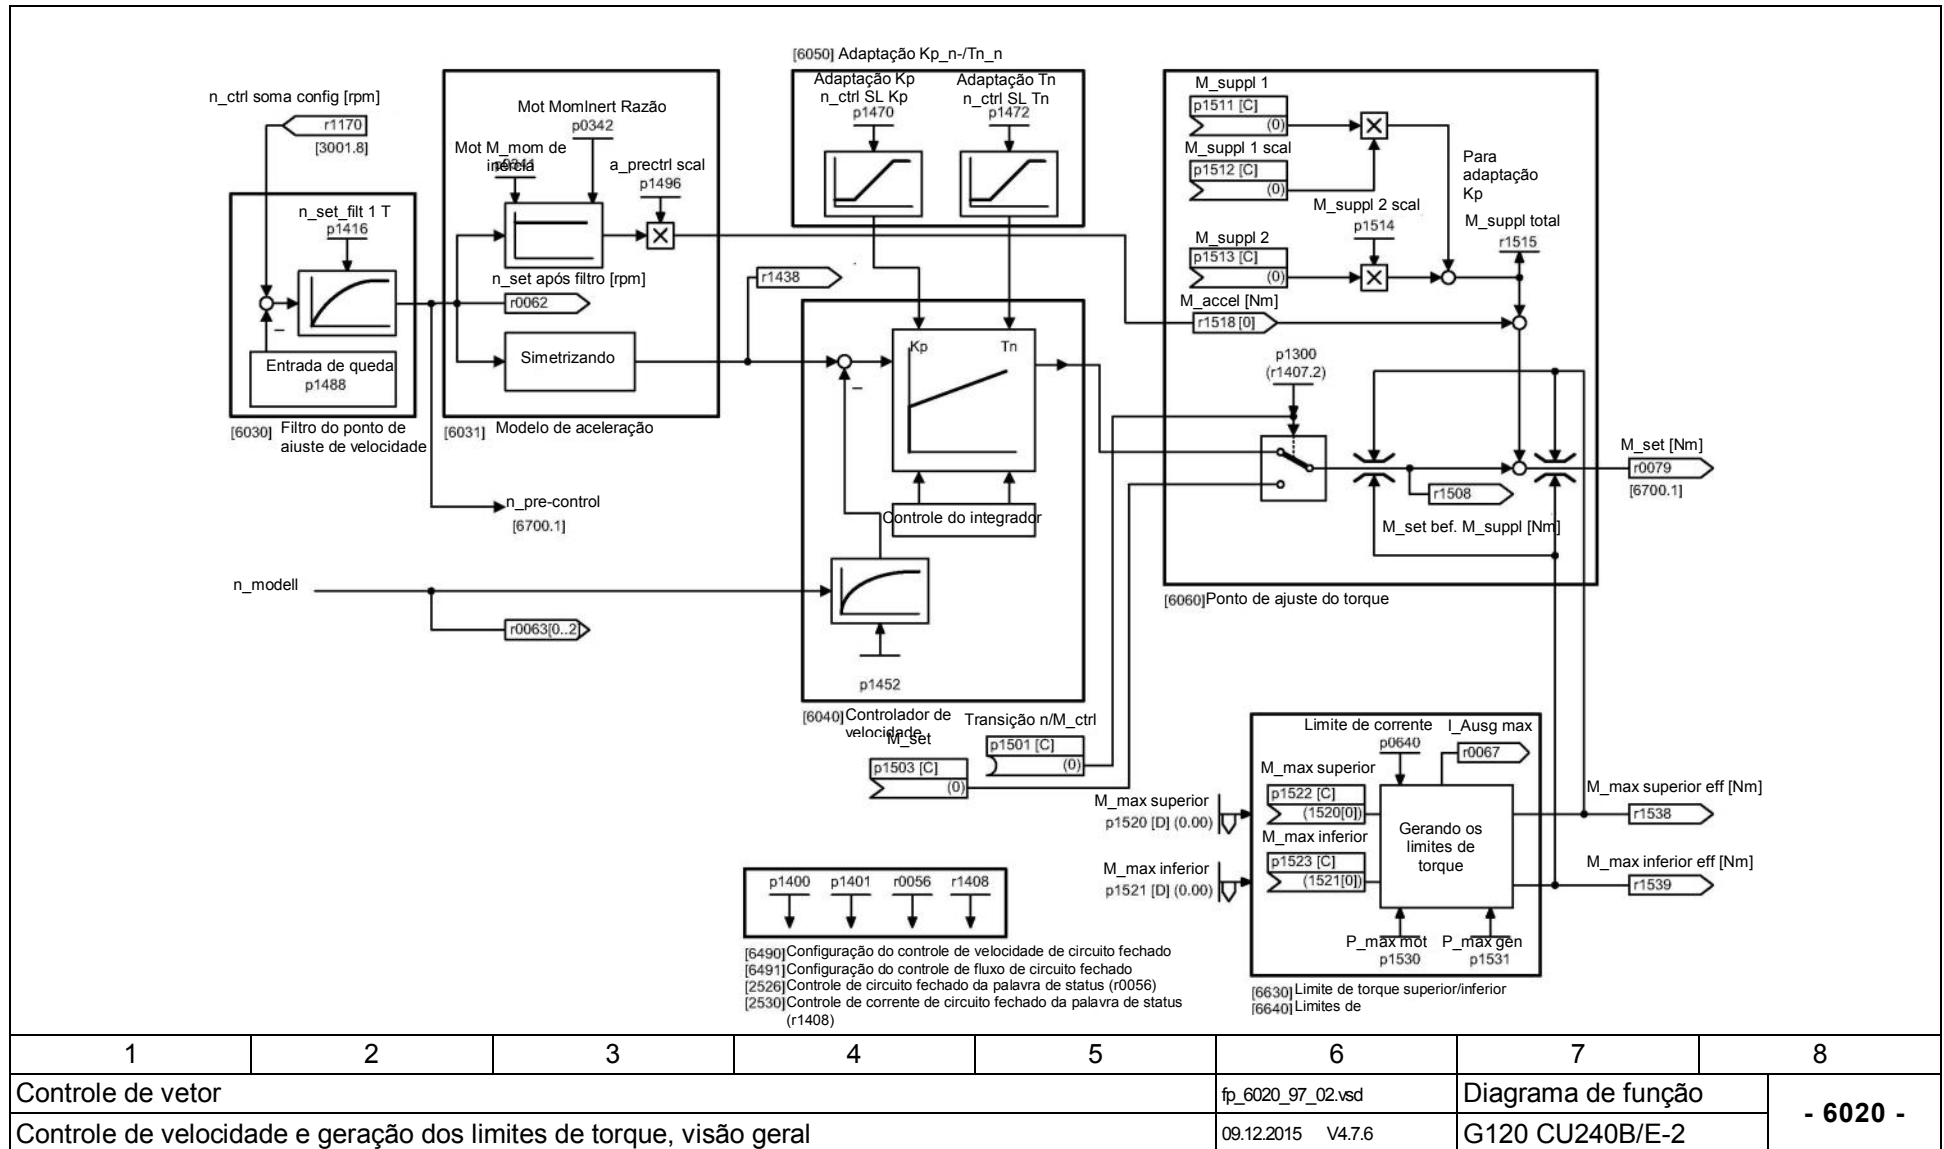 [6050] Adaptação Kp_n-/Tn_n
Adaptação Kp
n_ctrl SL Kp
p1470
Adaptação Tn
n_ctrl SL Tn
p1472
n_ctrl soma config [rpm]
r1170
[3001.8]
Mot MomInert Razão
p0342
Mot M_mom de
inércia
p0341
a_prectrl scal
p1496
n_set_filt 1 T
p1416
n_set após filtro [rpm]
r0062
r1438
Simetrizando
Entrada de queda
p1488
[6030] Filtro do ponto de
ajuste de velocidade
[6031] Modelo de aceleração
n_pre-control
[6700.1]
n_modell
r0063[0..2]
Kp
Tn
Controle do integrador
p1452
[6040] Controlador de
velocidade
M_set
p1503 [C]
(0)
Transição n/M_ctrl
p1501 [C]
(0)
M_suppl 1
p1511 [C]
(0)
M_suppl 1 scal
p1512 [C]
(0)
M_suppl 2 scal
p1514
M_suppl 2
p1513 [C]
(0)
Para
adaptação
Kp
M_suppl total
r1515
M_accel [Nm]
r1518 [0]
p1300
(r1407.2)
r1508
M_set bef. M_suppl [Nm]
M_set [Nm]
r0079
[6700.1]
[6060] Ponto de ajuste do torque
Limite de corrente
p0640
I_Ausg max
r0067
M_max superior
p1522 [C]
(1520[0])
M_max superior
p1520 [D] (0.00)
M_max inferior
p1523 [C]
(1521[0])
M_max inferior
p1521 [D] (0.00)
Gerando os
limites de
torque
M_max superior eff [Nm]
r1538
M_max inferior eff [Nm]
r1539
P_max mot
p1530
P_max gen
p1531
[6630] Limite de torque superior/inferior
[6640] Limites de
p1400 p1401 r0056 r1408
[6490] Configuração do controle de velocidade de circuito fechado
[6491] Configuração do controle de fluxo de circuito fechado
[2526] Controle de circuito fechado da palavra de status (r0056)
[2530] Controle de corrente de circuito fechado da palavra de status
(r1408)
1 2 3 4 5 6 7 8
Controle de vetor
fp_6020_97_02.vsd
Diagrama de função
- 6020 -
Controle de velocidade e geração dos limites de torque, visão geral
09.12.2015 V4.7.6
G120 CU240B/E-2